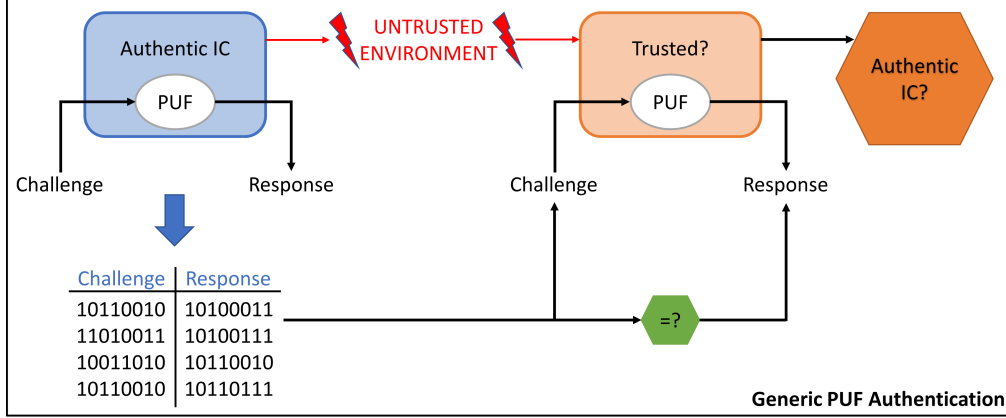 Authentic IC
PUF
Challenge
Response
UNTRUSTED
ENVIRONMENT
Trusted?
PUF
Challenge
Response
Authentic
IC?
Challenge Response
10110010 10100011
11010011 10100111
10011010 10110010
10110010 10110111
=?
Generic PUF Authentication